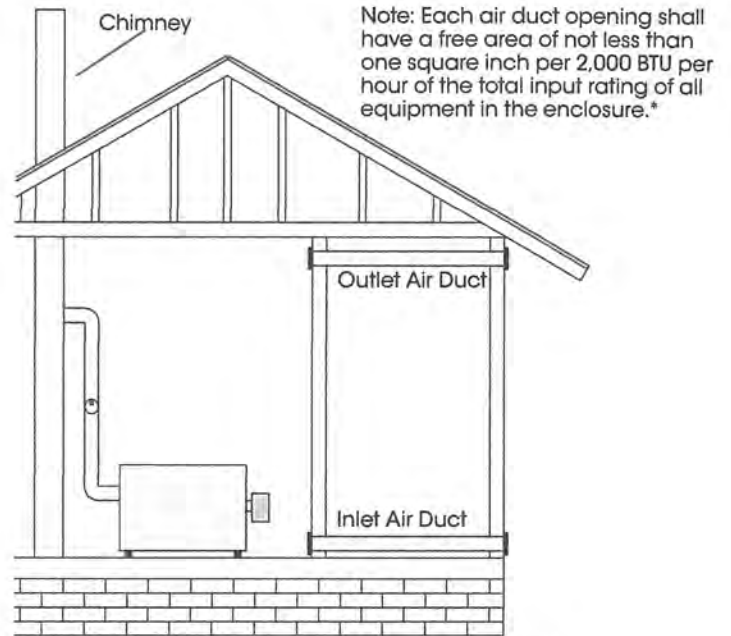 Chimney
Note: Each air duct opening shall
have a free area of not less than
one square inch per 2,000 BTU per
hour of the total input rating of all
equipment in the enclosure.*
Outlet Air Duct
Inlet Air Duct